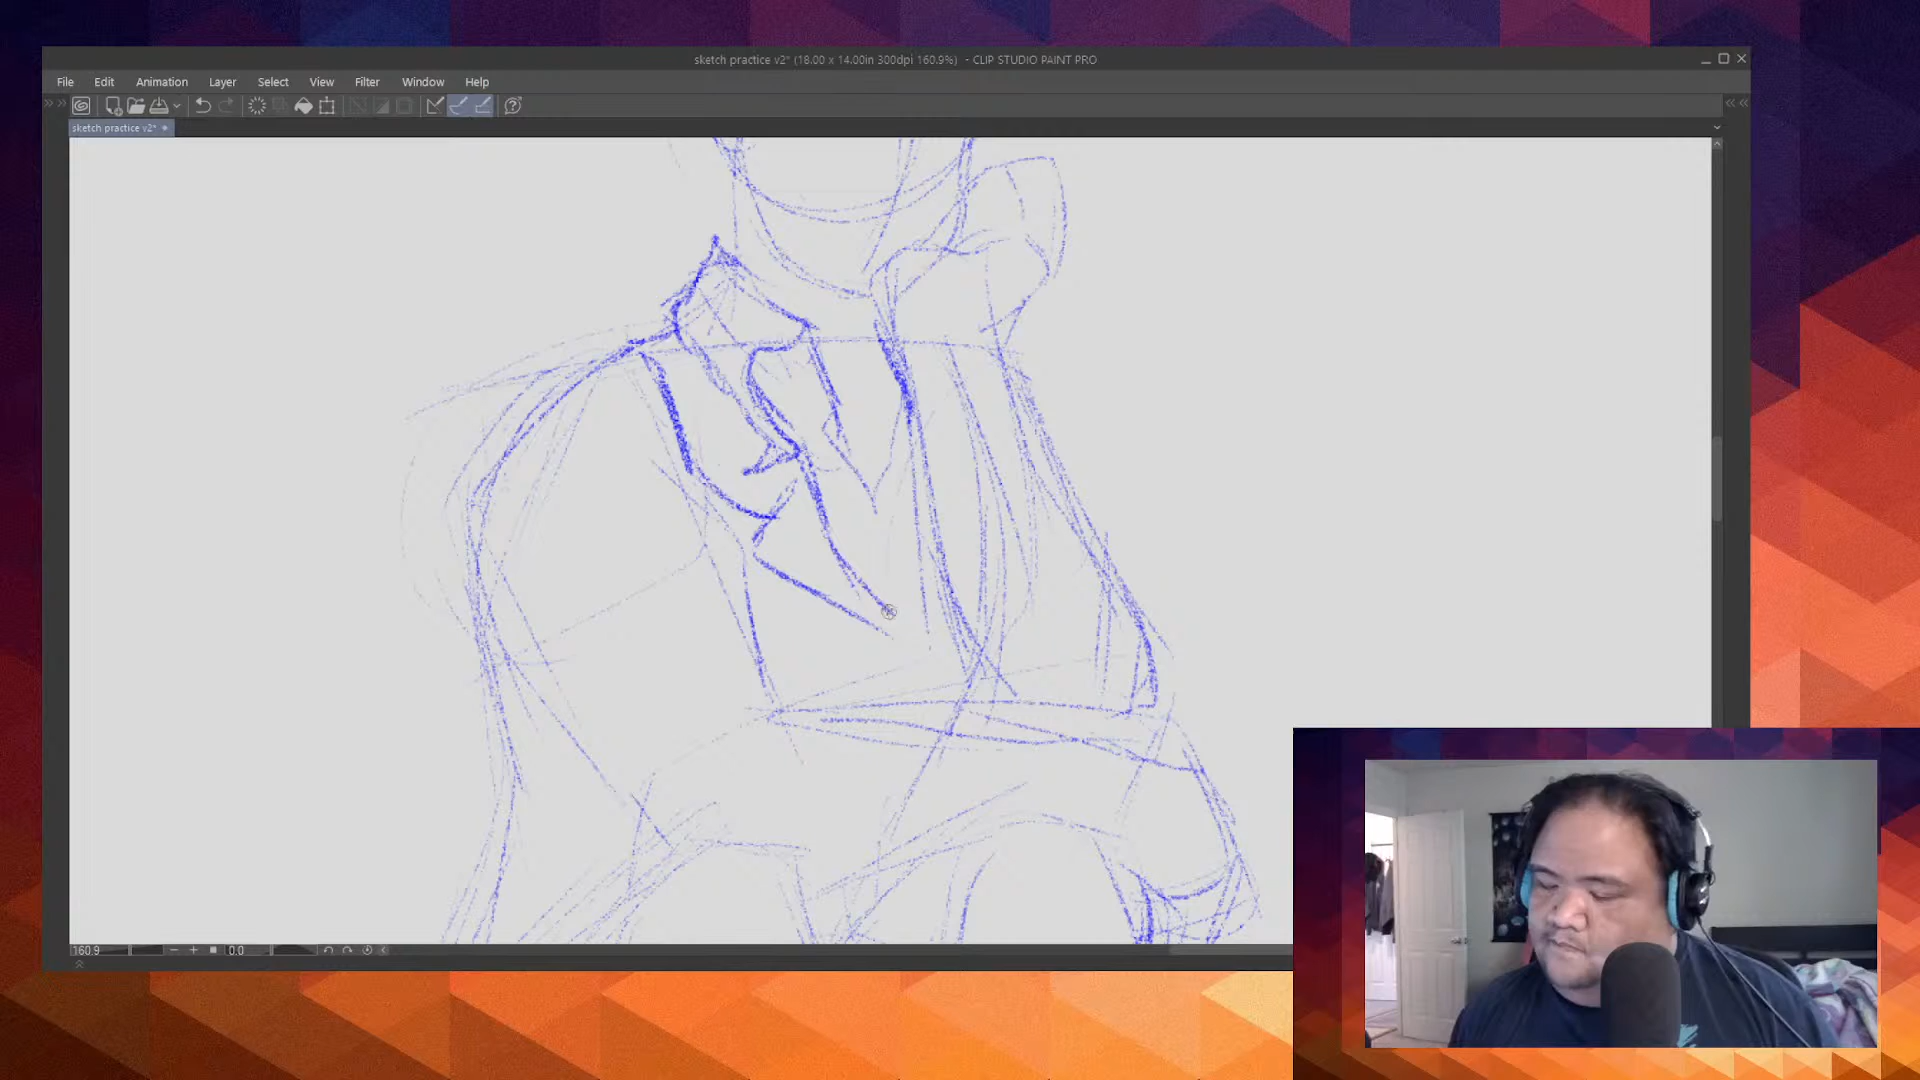 sketch practice v2* (18.00 x 14.00in 300dpi 160.9%) - CLIP STUDIO PAINT PRO
File Edit Animation Layer Select View Filter Window Help
sketch practice v2*
160.9 0.0